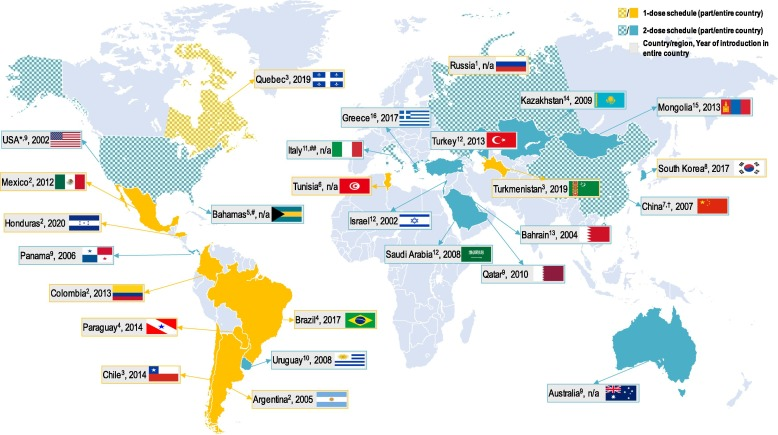 1-dose schedule (part/entire country)
2-dose schedule (part/entire country)
Country/region, Year of introduction in
entire country
Russia¹, n/a
Quebec³, 2019
Kazakhstan¹⁴, 2009
Mongolia¹⁵, 2013
Greece¹⁶, 2017
USA*,⁹, 2002
Turkey¹², 2013
Italy¹¹,##, n/a
South Korea⁸, 2017
Mexico², 2012
Tunisia⁶, n/a
Turkmenistan³, 2019
China⁷,†, 2007
Bahamas⁵,#, n/a
Honduras², 2020
Israel¹², 2002
Bahrain¹³, 2004
Panama⁹, 2006
Saudi Arabia¹², 2008
Qatar⁹, 2010
Colombia², 2013
Brazil⁴, 2017
Paraguay⁴, 2014
Uruguay¹⁰, 2008
Chile³, 2014
Australia⁹, n/a
Argentina², 2005